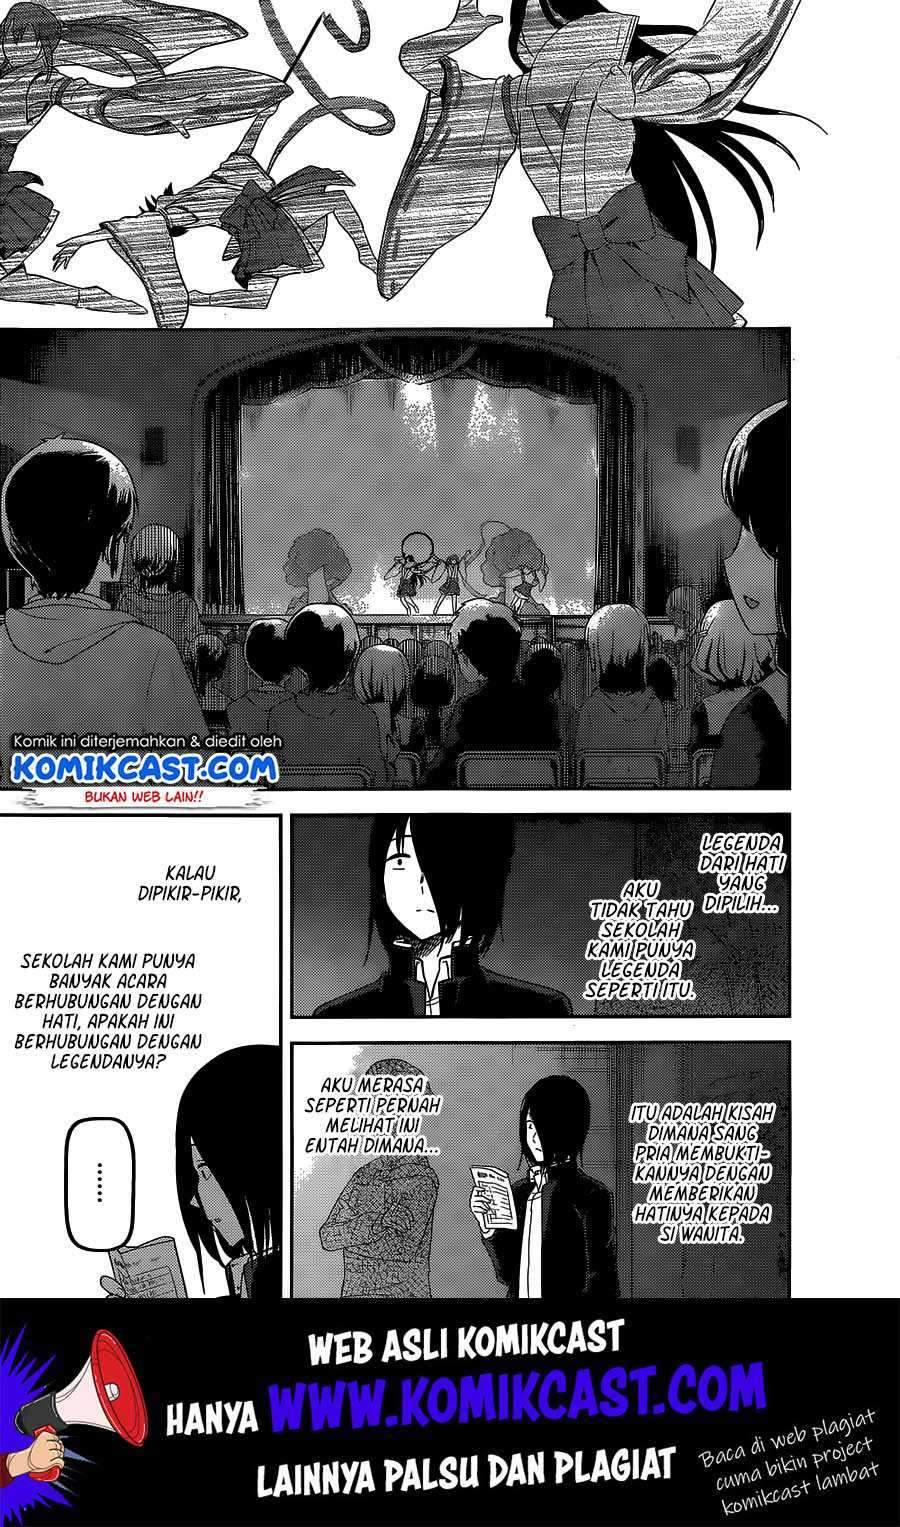 Komik ini diterjemahkan & diedit oleh
KOMIKCAST.COM
BUKAN WEB LAIN!!
LEGENDA
DARI HATI
YANG
DIPILIH...
AKU
TIDAK TAHU
SEKOLAH
KAMI PUNYA
LEGENDA
SEPERTI ITU.
ITU ADALAH KISAH
DIMANA SANG
PRIA MEMBUKTI-
KANNYA DENGAN
MEMBERIKAN
HATINYA KEPADA
SI WANITA.
AKU MERASA
SEPERTI PERNAH
MELIHAT INI
ENTAH DIMANA...
KALAU
DIPIKIR-PIKIR,
SEKOLAH KAMI PUNYA
BANYAK ACARA
BERHUBUNGAN DENGAN
HATI, APAKAH INI
BERHUBUNGAN DENGAN
LEGENDANYA?
......
WEB ASLI KOMIKCAST
HANYA WWW.KOMIKCAST.COM
LAINNYA PALSU DAN PLAGIAT
Baca di web plagiat
cuma bikin project
komikcast lambat